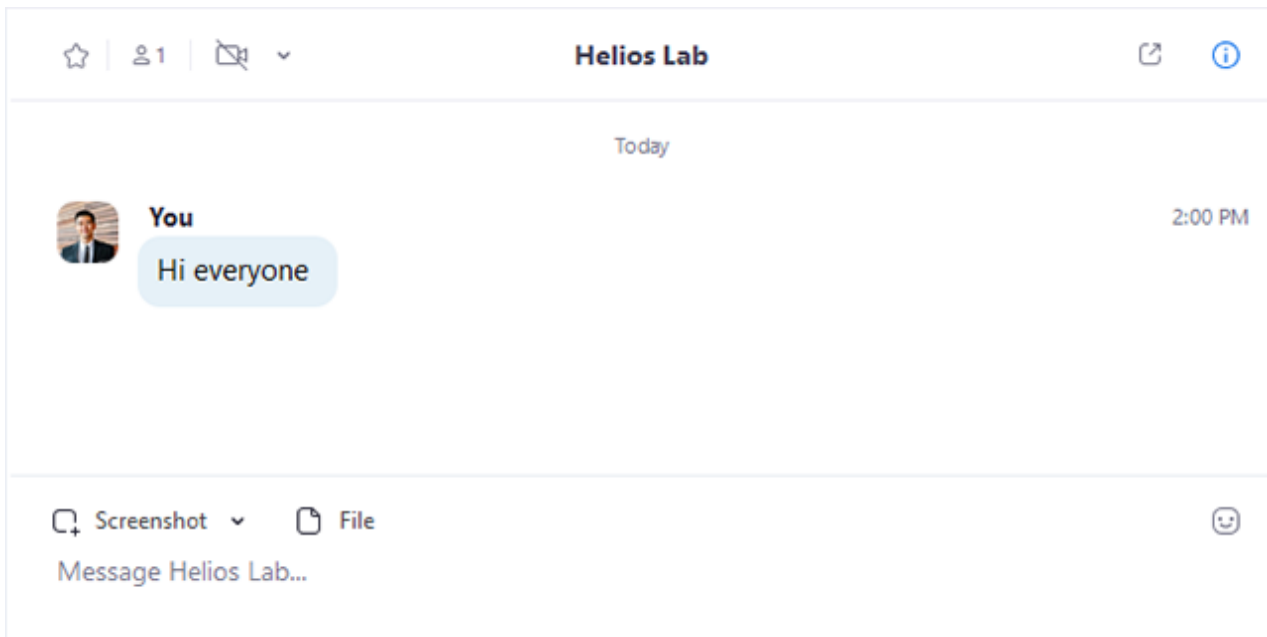 1 Helios Lab
Today
You 2:00 PM
Hi everyone
Screenshot File
Message Helios Lab...